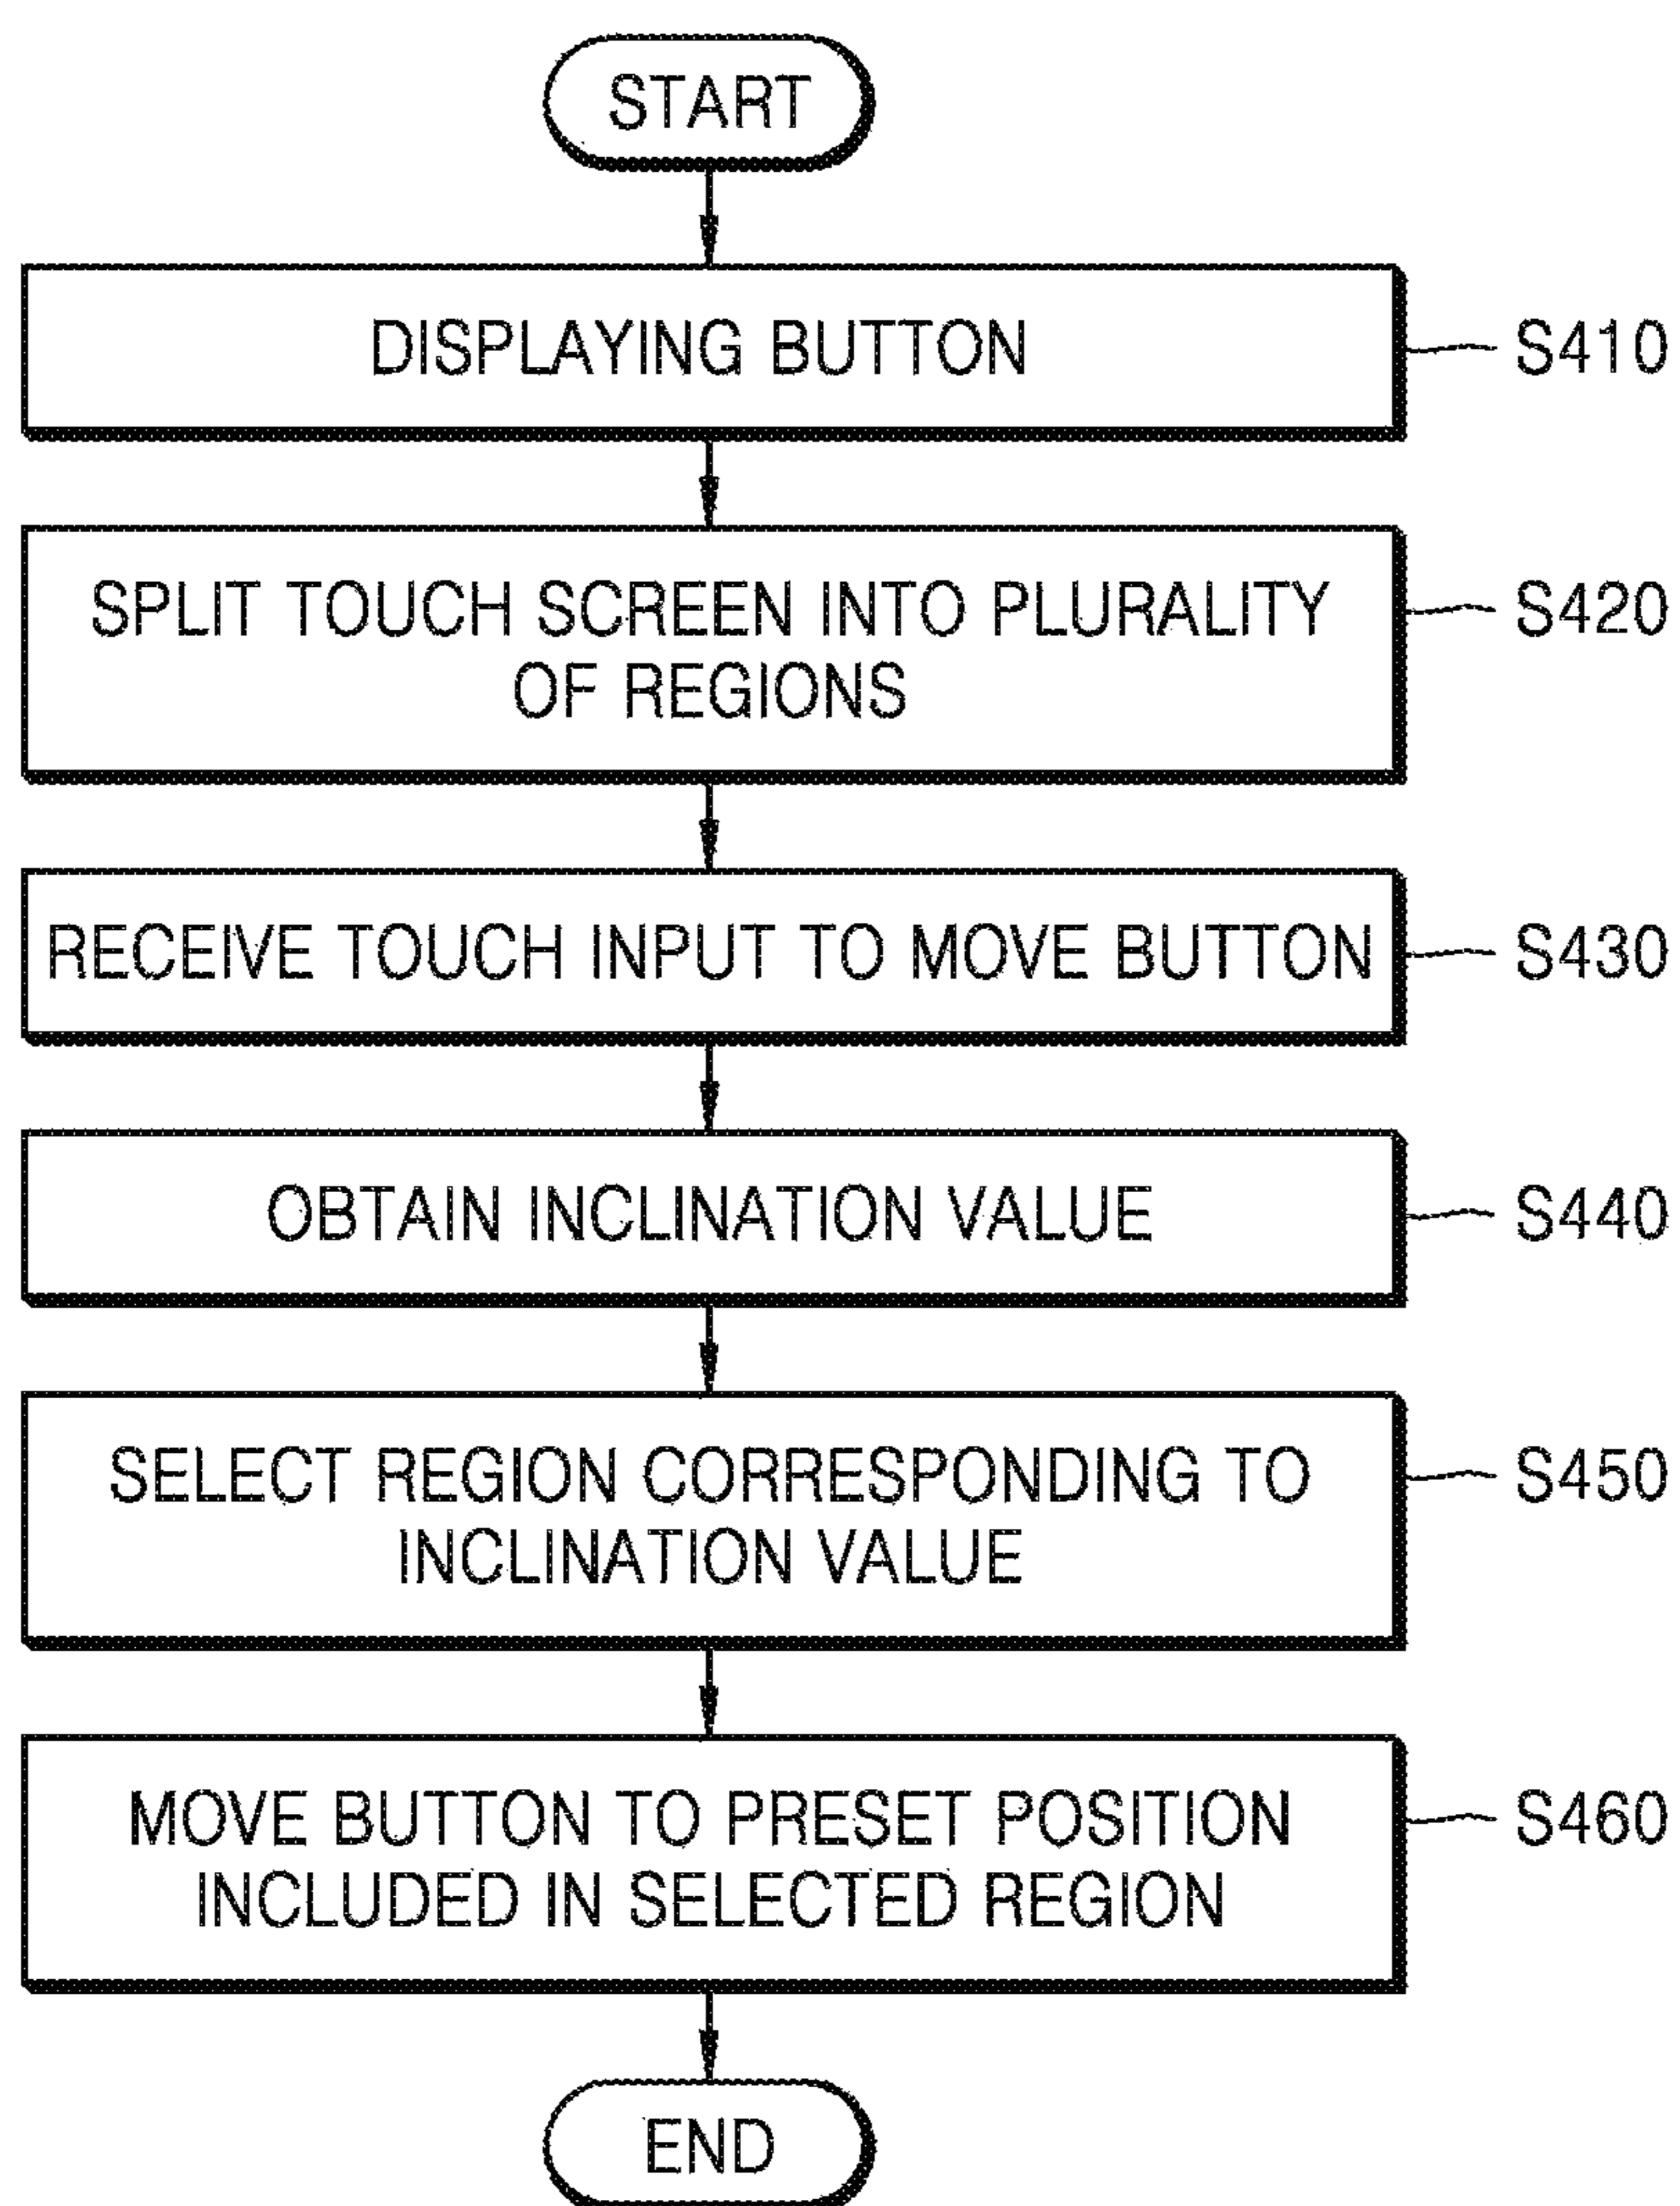 START
DISPLAYING BUTTON
S410
SPLIT TOUCH SCREEN INTO PLURALITY
OF REGIONS
S420
RECEIVE TOUCH INPUT TO MOVE BUTTON
S430
OBTAIN INCLINATION VALUE
S440
SELECT REGION CORRESPONDING TO
INCLINATION VALUE
S450
MOVE BUTTON TO PRESET POSITION
INCLUDED IN SELECTED REGION
S460
END